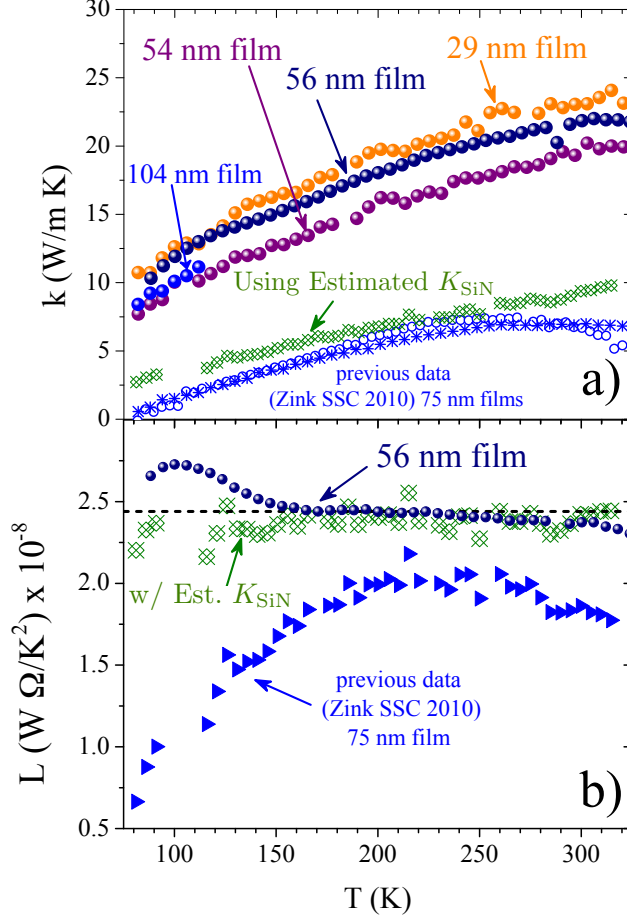 30
25
20
15
10
5
0
k (W/m K)
54 nm film
29 nm film
56 nm film
104 nm film
Using Estimated K_SiN
previous data
(Zink SSC 2010) 75 nm films
a)
2.5
2.0
1.5
1.0
0.5
L (W Ω/K²) x 10⁻⁸
56 nm film
w/ Est. K_SiN
previous data
(Zink SSC 2010)
75 nm film
b)
100 150 200 250 300
T (K)